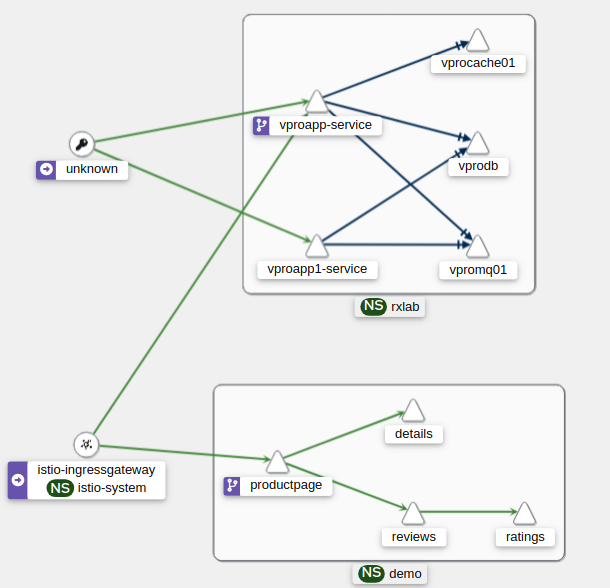 vprocache01
vproapp-service
vprodb
unknown
vproapp1-service
vpromq01
NS rxlab
details
istio-ingressgateway
NS istio-system
productpage
reviews
ratings
NS demo